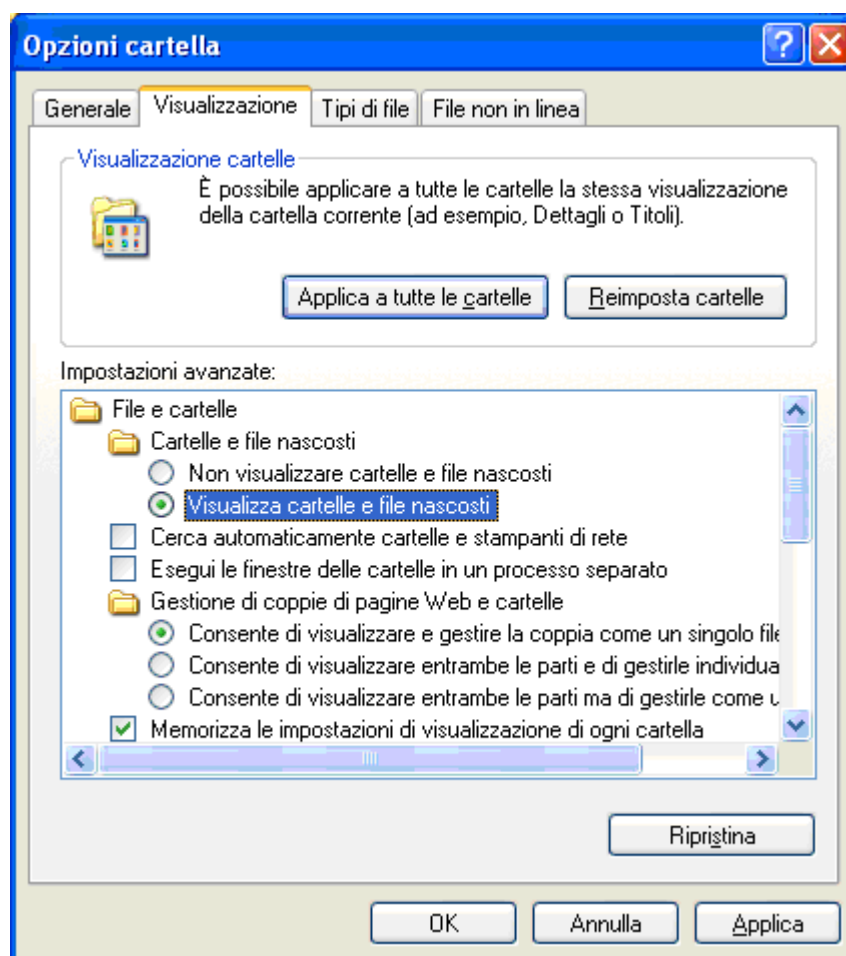 Opzioni cartella
Generale Visualizzazione Tipi di file File non in linea
Visualizzazione cartelle
È possibile applicare a tutte le cartelle la stessa visualizzazione
della cartella corrente (ad esempio, Dettagli o Titoli).
Applica a tutte le cartelle Reimposta cartelle
Impostazioni avanzate:
File e cartelle
Cartelle e file nascosti
Non visualizzare cartelle e file nascosti
Visualizza cartelle e file nascosti
Cerca automaticamente cartelle e stampanti di rete
Esegui le finestre delle cartelle in un processo separato
Gestione di coppie di pagine Web e cartelle
Consente di visualizzare e gestire la coppia come un singolo file
Consente di visualizzare entrambe le parti e di gestirle individua
Consente di visualizzare entrambe le parti ma di gestirle come u
Memorizza le impostazioni di visualizzazione di ogni cartella
Ripristina
OK Annulla Applica